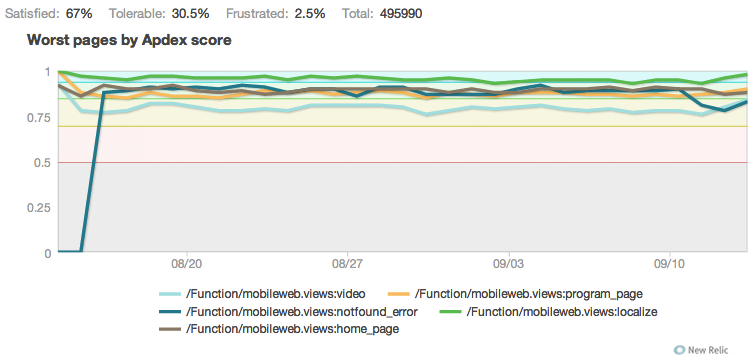 Satisfied: 67% Tolerable: 30.5% Frustrated: 2.5% Total: 495990
Worst pages by Apdex score
1
0.75
0.5
0.25
0
08/20 08/27 09/03 09/10
/Function/mobileweb.views:video /Function/mobileweb.views:program_page
/Function/mobileweb.views:notfound_error /Function/mobileweb.views:localize
/Function/mobileweb.views:home_page
New Relic